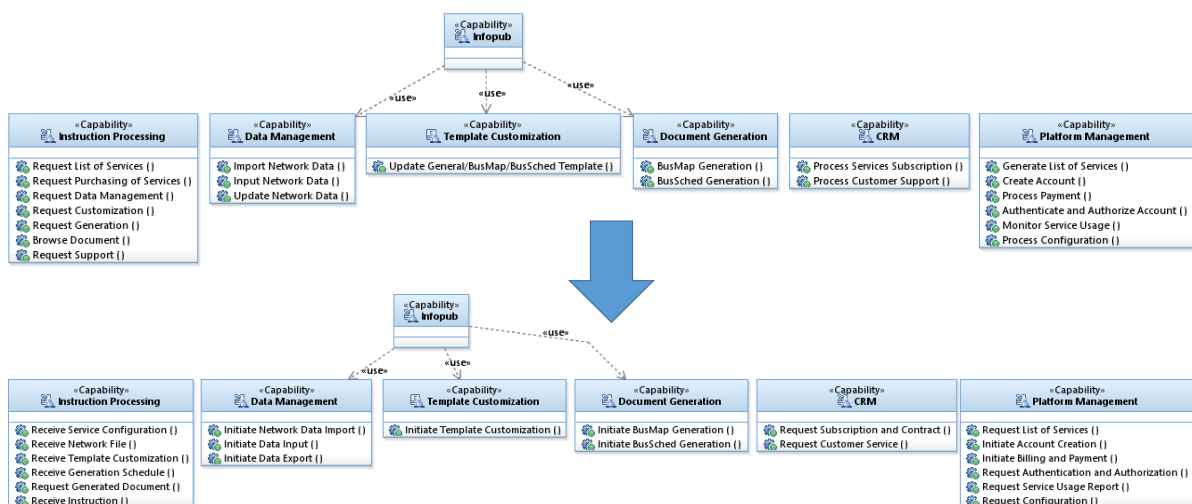 «Capability»
Infopub
«use»
«use»
«use»
«Capability»
Instruction Processing
Request List of Services ( )
Request Purchasing of Services ( )
Request Data Management ( )
Request Customization ( )
Request Generation ( )
Browse Document ( )
Request Support ( )
«Capability»
Data Management
Import Network Data ( )
Input Network Data ( )
Update Network Data ( )
«Capability»
Template Customization
Update General/BusMap/BusSched Template ( )
«Capability»
Document Generation
BusMap Generation ( )
BusSched Generation ( )
«Capability»
CRM
Process Services Subscription ( )
Process Customer Support ( )
«Capability»
Platform Management
Generate List of Services ( )
Create Account ( )
Process Payment ( )
Authenticate and Authorize Account ( )
Monitor Service Usage ( )
Process Configuration ( )
«Capability»
Infopub
«use»
«use»
«use»
«Capability»
Instruction Processing
Receive Service Configuration ( )
Receive Network File ( )
Receive Template Customization ( )
Receive Generation Schedule ( )
Request Generated Document ( )
Receive Instruction ( )
«Capability»
Data Management
Initiate Network Data Import ( )
Initiate Data Input ( )
Initiate Data Export ( )
«Capability»
Template Customization
Initiate Template Customization ( )
«Capability»
Document Generation
Initiate BusMap Generation ( )
Initiate BusSched Generation ( )
«Capability»
CRM
Request Subscription and Contract ( )
Request Customer Service ( )
«Capability»
Platform Management
Request List of Services ( )
Initiate Account Creation ( )
Initiate Billing and Payment ( )
Request Authentication and Authorization ( )
Request Service Usage Report ( )
Request Configuration ( )